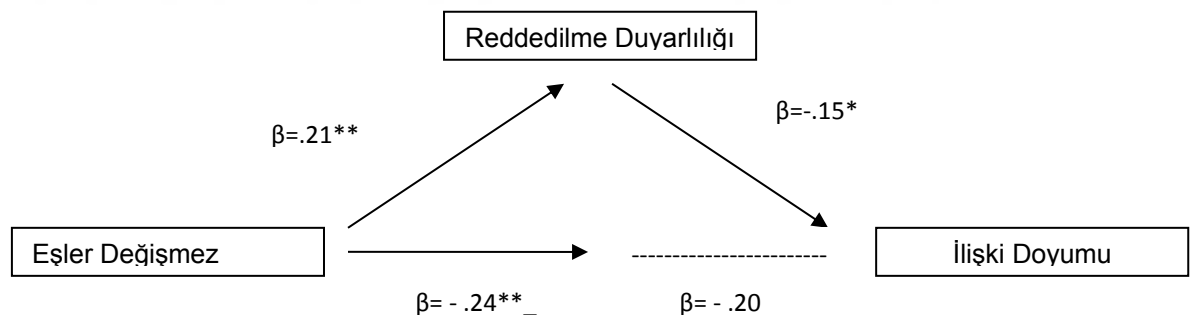 Reddedilme Duyarlılığı
β=.21**
β=-.15*
Eşler Değişmez
İlişki Doyumu
β= - .24**_
β= - .20